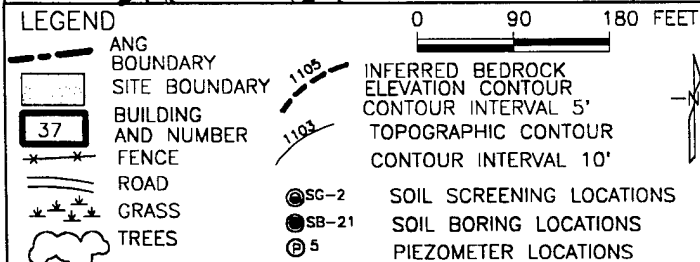 LEGEND
0 90 180 FEET
ANG
BOUNDARY
SITE BOUNDARY
37
BUILDING
AND NUMBER
FENCE
ROAD
GRASS
TREES
1105
INFERRED BEDROCK
ELEVATION CONTOUR
CONTOUR INTERVAL 5'
1103
TOPOGRAPHIC CONTOUR
CONTOUR INTERVAL 10'
SG-2 SOIL SCREENING LOCATIONS
SB-21 SOIL BORING LOCATIONS
P 5 PIEZOMETER LOCATIONS
N